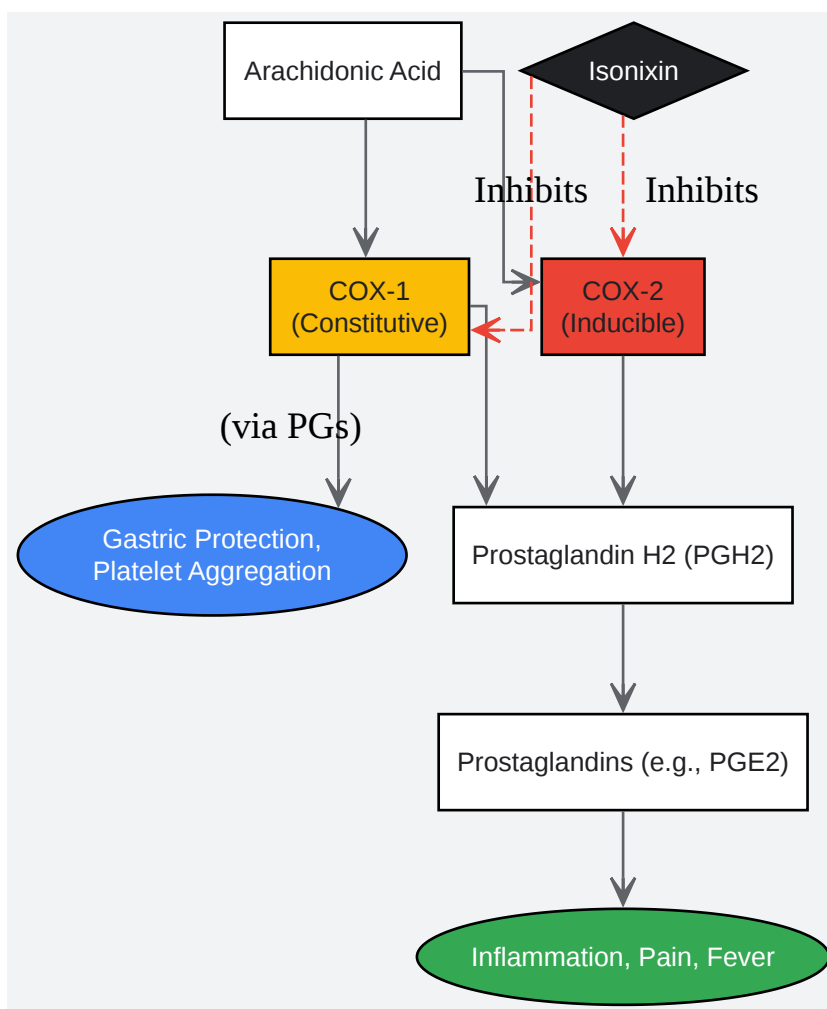 Arachidonic Acid
Isonixin
Inhibits
Inhibits
COX-1
(Constitutive)
COX-2
(Inducible)
(via PGs)
Gastric Protection,
Platelet Aggregation
Prostaglandin H2 (PGH2)
Prostaglandins (e.g., PGE2)
Inflammation, Pain, Fever